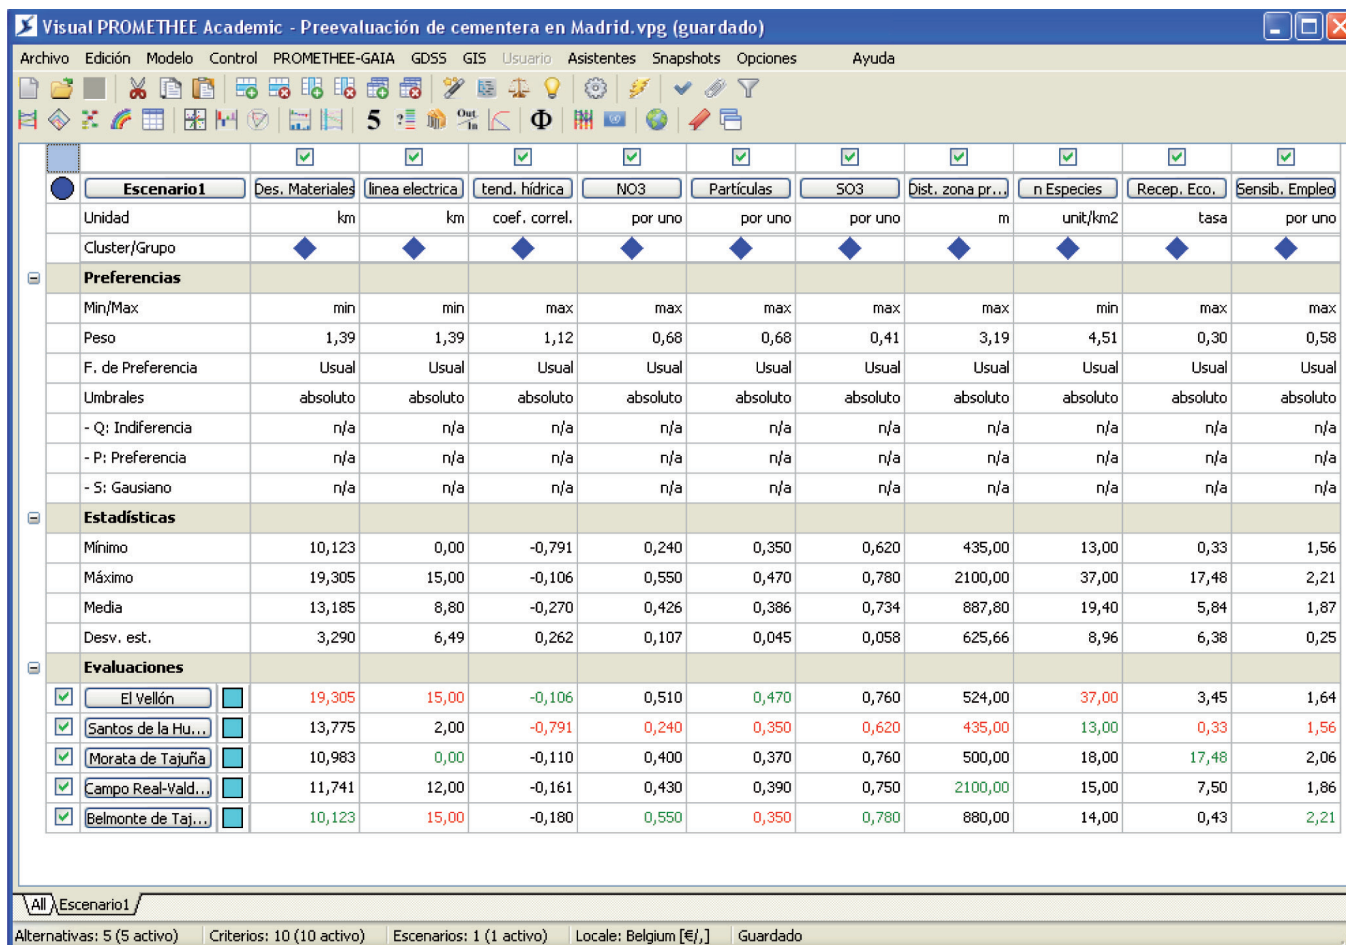 Visual PROMETHEE Academic - Preevaluación de cementera en Madrid.vpg (guardado)
Archivo Edición Modelo Control PROMETHEE-GAIA GDSS GIS Usuario Asistentes Snapshots Opciones Ayuda
5 Out In Φ
Escenario1 Des. Materiales linea electrica tend. hídrica NO3 Partículas SO3 Dist. zona pr... n Especies Recep. Eco. Sensib. Empleo
Unidad km km coef. correl. por uno por uno por uno m unit/km2 tasa por uno
Cluster/Grupo
Preferencias
Min/Max min min max max max max max min max max
Peso 1,39 1,39 1,12 0,68 0,68 0,41 3,19 4,51 0,30 0,58
F. de Preferencia Usual Usual Usual Usual Usual Usual Usual Usual Usual Usual
Umbrales absoluto absoluto absoluto absoluto absoluto absoluto absoluto absoluto absoluto absoluto
- Q: Indiferencia n/a n/a n/a n/a n/a n/a n/a n/a n/a n/a
- P: Preferencia n/a n/a n/a n/a n/a n/a n/a n/a n/a n/a
- S: Gausiano n/a n/a n/a n/a n/a n/a n/a n/a n/a n/a
Estadísticas
Mínimo 10,123 0,00 -0,791 0,240 0,350 0,620 435,00 13,00 0,33 1,56
Máximo 19,305 15,00 -0,106 0,550 0,470 0,780 2100,00 37,00 17,48 2,21
Media 13,185 8,80 -0,270 0,426 0,386 0,734 887,80 19,40 5,84 1,87
Desv. est. 3,290 6,49 0,262 0,107 0,045 0,058 625,66 8,96 6,38 0,25
Evaluaciones
El Vellón 19,305 15,00 -0,106 0,510 0,470 0,760 524,00 37,00 3,45 1,64
Santos de la Hu... 13,775 2,00 -0,791 0,240 0,350 0,620 435,00 13,00 0,33 1,56
Morata de Tajuña 10,983 0,00 -0,110 0,400 0,370 0,760 500,00 18,00 17,48 2,06
Campo Real-Vald... 11,741 12,00 -0,161 0,430 0,390 0,750 2100,00 15,00 7,50 1,86
Belmonte de Taj... 10,123 15,00 -0,180 0,550 0,350 0,780 880,00 14,00 0,43 2,21
All Escenario1
Alternativas: 5 (5 activo) Criterios: 10 (10 activo) Escenarios: 1 (1 activo) Locale: Belgium [€/,] Guardado